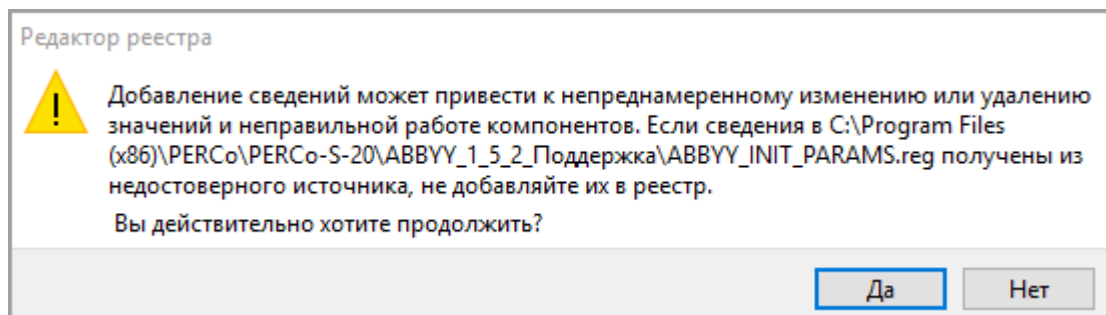 Редактор реестра
Добавление сведений может привести к непреднамеренному изменению или удалению
значений и неправильной работе компонентов. Если сведения в C:\Program Files
(x86)\PERCo\PERCo-S-20\ABBYY_1_5_2_Поддержка\ABBYY_INIT_PARAMS.reg получены из
недостоверного источника, не добавляйте их в реестр.
Вы действительно хотите продолжить?
Да Нет